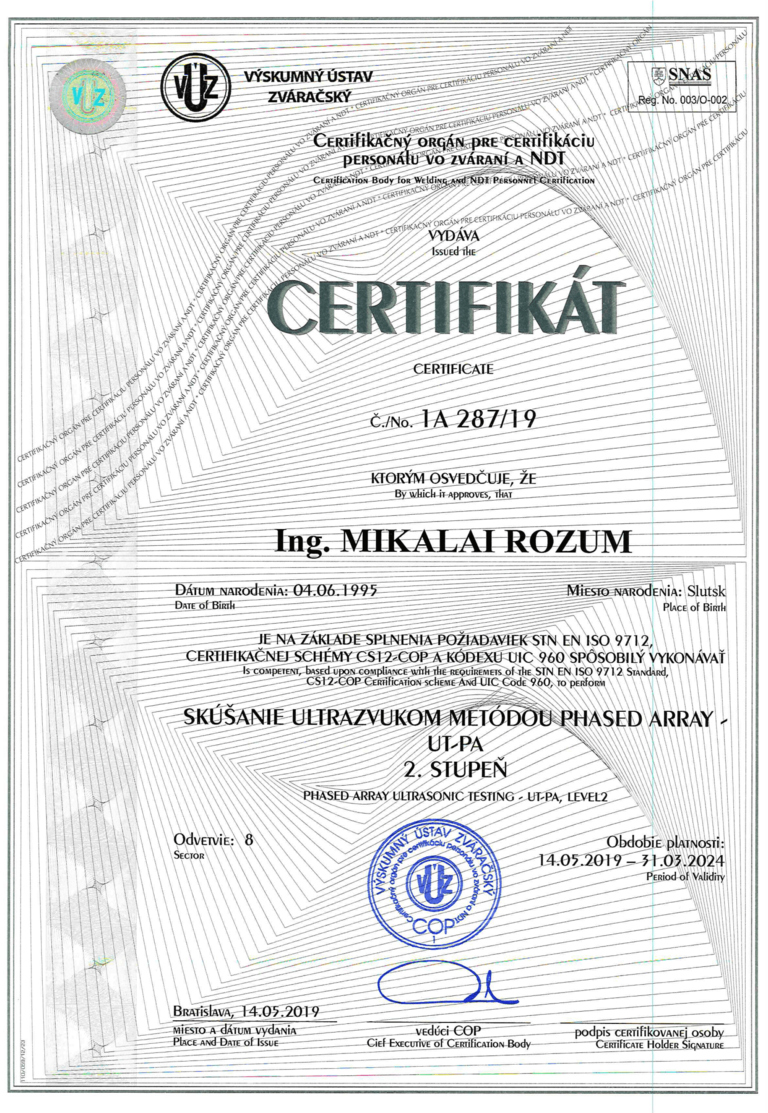 VÚZ
VÚZ
VÝSKUMNÝ ÚSTAV
ZVÁRAČSKÝ
SNAS
Reg. No. 003/O-002
Certifikačný orgán pre certifikáciu
personálu vo zváraní a NDT
Certification Body for Welding and NDT Personnel Certification
VYDÁVA
Issued the
CERTIFIKÁT
CERTIFICATE
Č./No. 1A 287/19
KTORÝM OSVEDČUJE, ŽE
By which it approves, that
Ing. MIKALAI ROZUM
Dátum narodenia: 04.06.1995
Date of Birth
Miesto narodenia: Slutsk
Place of Birth
JE NA ZÁKLADE SPLNENIA POŽIADAVIEK STN EN ISO 9712,
CERTIFIKAČNEJ SCHÉMY CS12-COP A KÓDEXU UIC 960 SPÔSOBILÝ VYKONÁVAŤ
Is competent, based upon compliance with the requiremets of the STN EN ISO 9712 Standard,
CS12-COP Certification scheme And UIC Code 960, to perform
SKÚŠANIE ULTRAZVUKOM METÓDOU PHASED ARRAY -
UT-PA
2. STUPEŇ
PHASED ARRAY ULTRASONIC TESTING - UT-PA, LEVEL2
Odvetvie: 8
Sector
Obdobie platnosti:
14.05.2019 – 31.03.2024
Period of Validity
VÝSKUMNÝ ÚSTAV ZVÁRAČSKÝ
Certifikačný orgán pre certifikáciu personálu vo zváraní a NDT
VÚZ
COP
1
Bratislava, 14.05.2019
miesto a dátum vydania
Place and Date of Issue
vedúci COP
Cief Executive of Certification Body
podpis certifikovanej osoby
Certificate Holder Signature